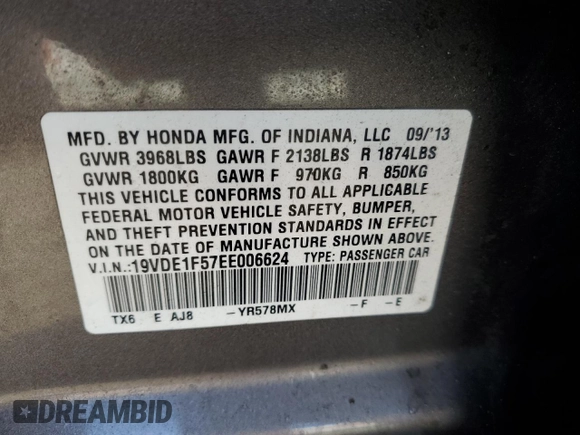 MFD. BY HONDA MFG. OF INDIANA, LLC 09/'13
GVWR 3968LBS GAWR F 2138LBS R 1874LBS
GVWR 1800KG GAWR F 970KG R 850KG
THIS VEHICLE CONFORMS TO ALL APPLICABLE
FEDERAL MOTOR VEHICLE SAFETY, BUMPER,
AND THEFT PREVENTION STANDARDS IN EFFECT
ON THE DATE OF MANUFACTURE SHOWN ABOVE.
V.I.N.:19VDE1F57EE006624 TYPE: PASSENGER CAR
TX6 E AJ8 -YR578MX -F -E
DREAMBID